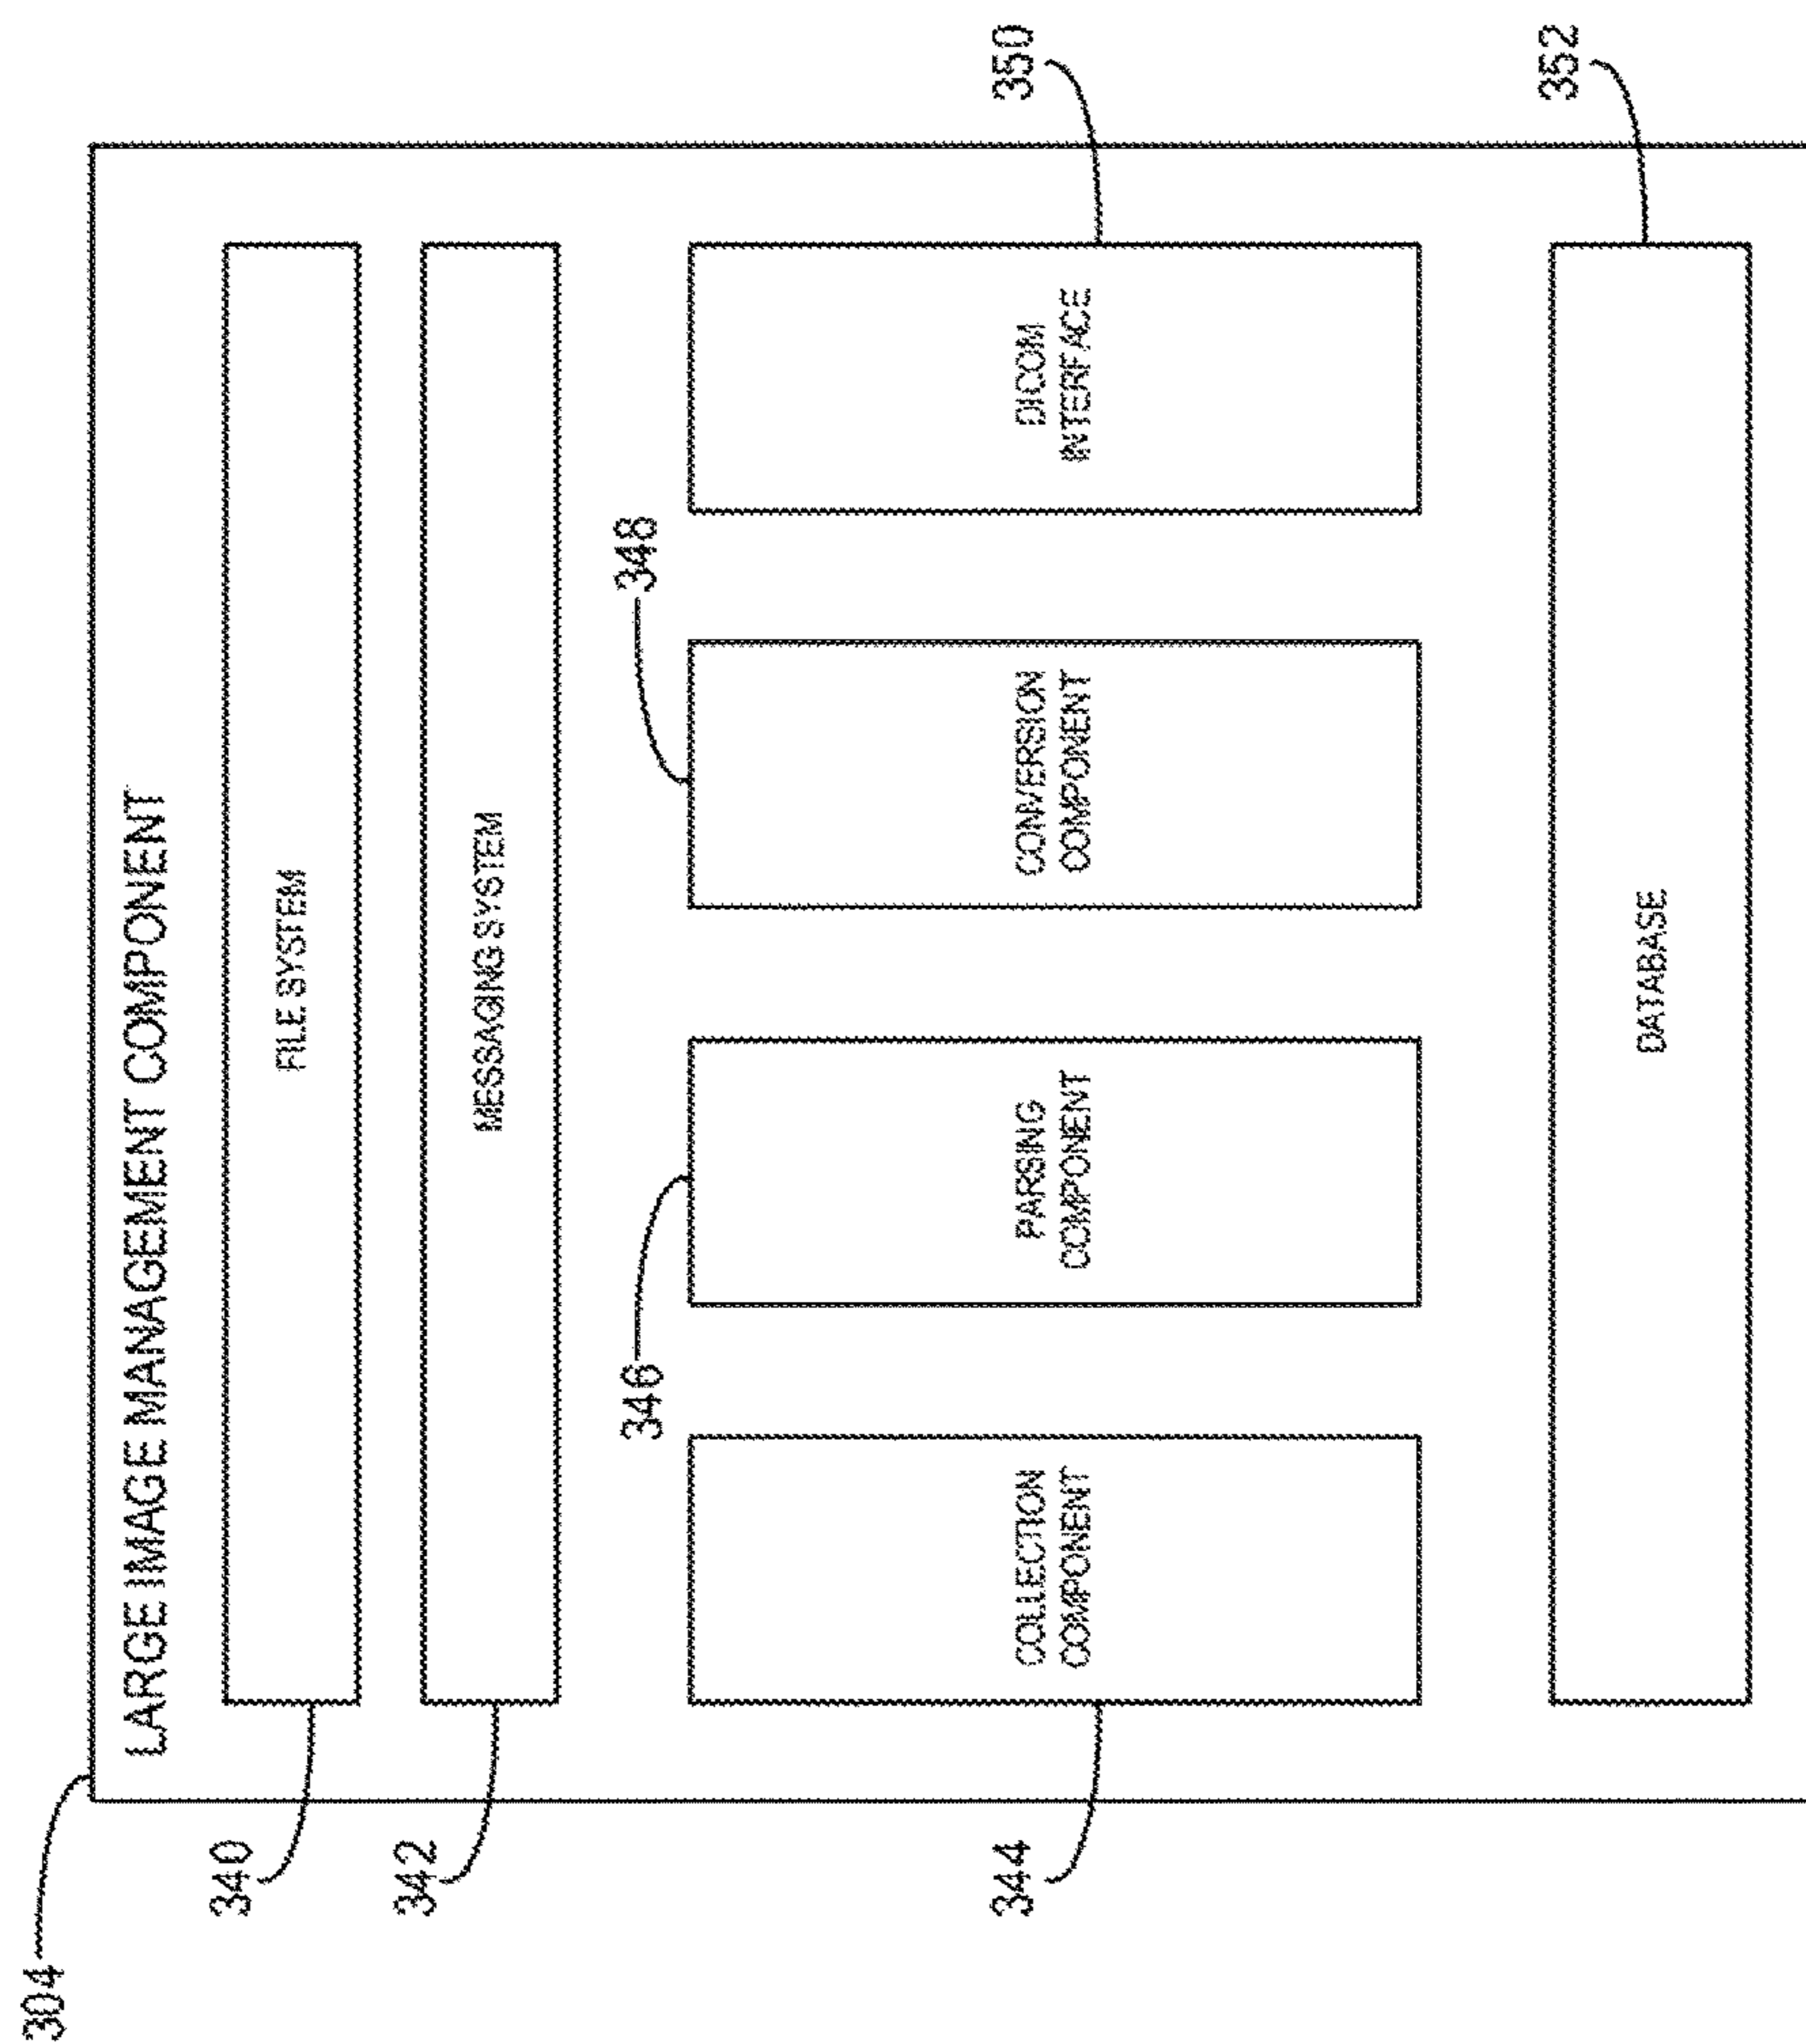 304
LARGE IMAGE MANAGEMENT COMPONENT
340
FILE SYSTEM
342
MESSAGING SYSTEM
346
348
344
COLLECTION
COMPONENT
PARSING
COMPONENT
CONVERSION
COMPONENT
DICOM
INTERFACE
350
DATABASE
352